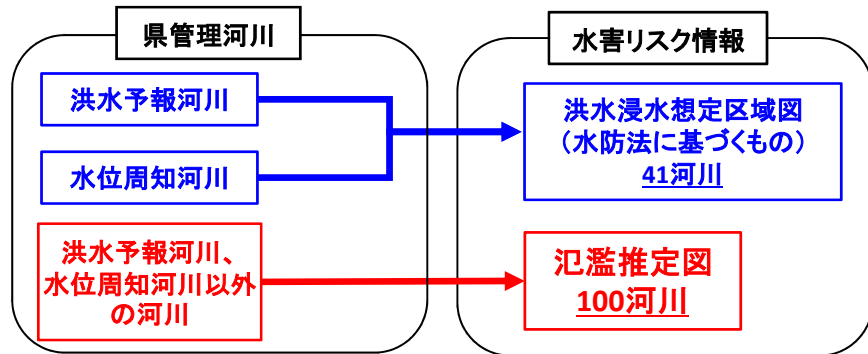 県管理河川
洪水予報河川
水位周知河川
洪水予報河川、
水位周知河川以外
の河川
水害リスク情報
洪水浸水想定区域図
（水防法に基づくもの）
41河川
氾濫推定図
100河川